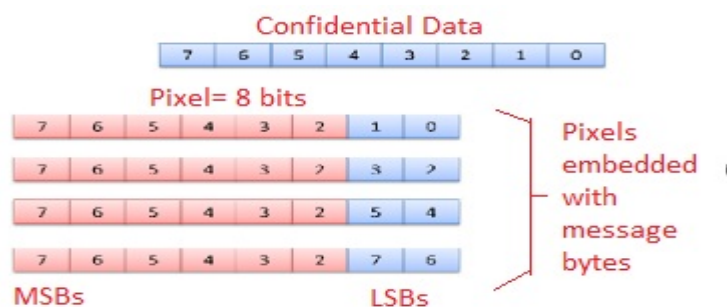 Confidential Data
7 6 5 4 3 2 1 0
Pixel= 8 bits
7 6 5 4 3 2 1 0
7 6 5 4 3 2 3 2
7 6 5 4 3 2 5 4
7 6 5 4 3 2 7 6
Pixels
embedded
with
message
bytes
MSBs LSBs